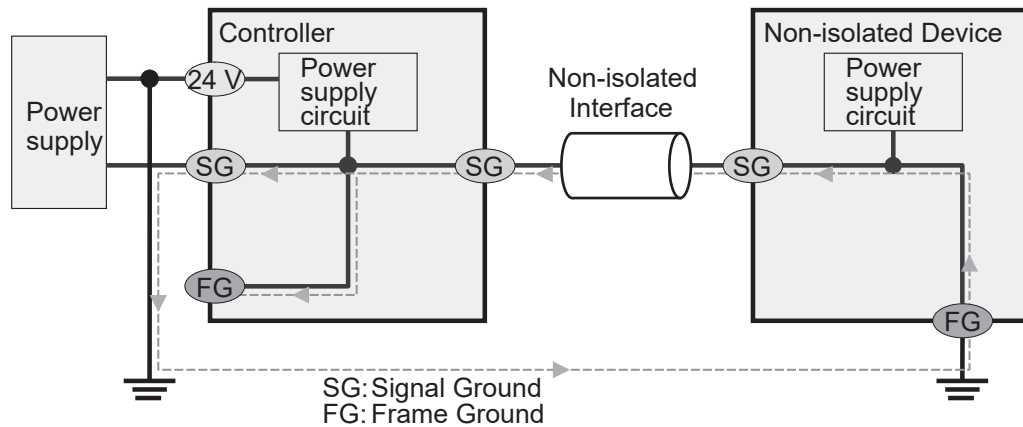 Controller
Non-isolated Device
24 V
Power
supply
circuit
Non-isolated
Interface
Power
supply
circuit
Power
supply
SG
SG
SG
FG
FG
SG: Signal Ground
FG: Frame Ground